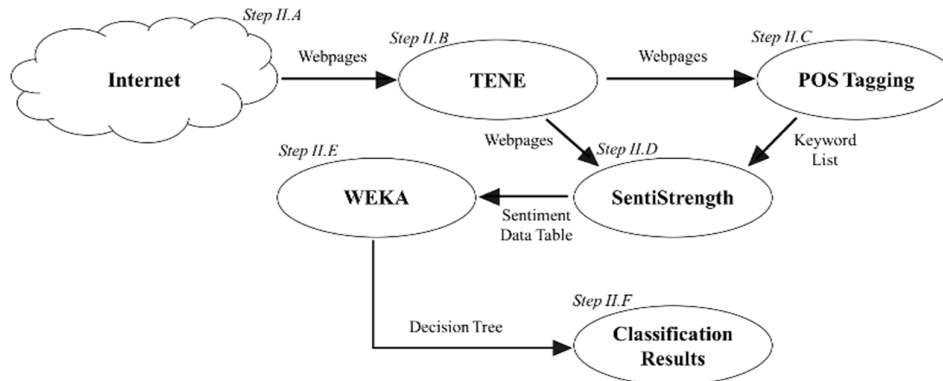 Step II.A
Internet
Webpages
Step II.B
TENE
Webpages
Step II.C
POS Tagging
Webpages
Keyword
List
Step II.D
SentiStrength
Step II.E
WEKA
Sentiment
Data Table
Decision Tree
Step II.F
Classification
Results